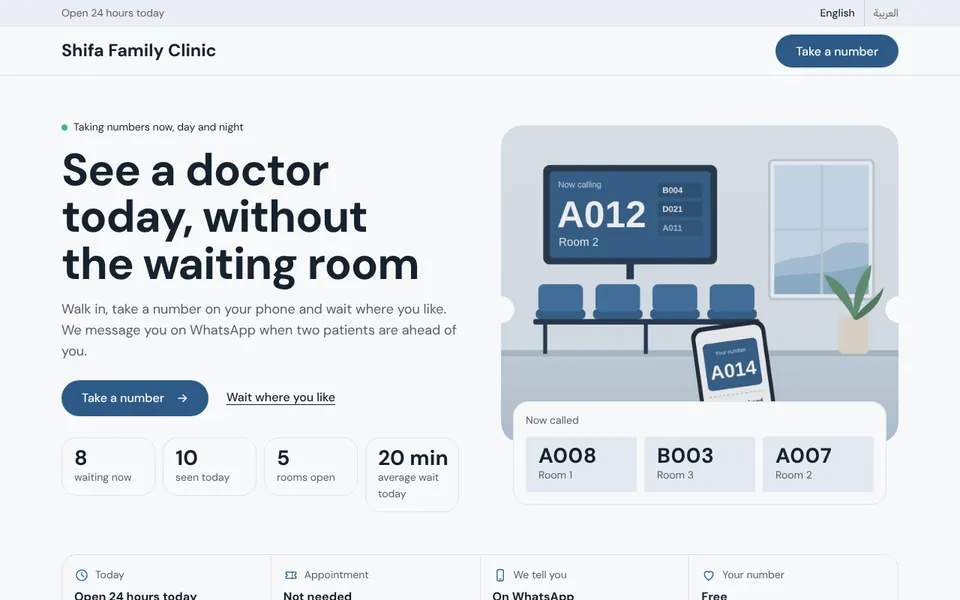 Open 24 hours today
English
العربية
Shifa Family Clinic
Take a number
Taking numbers now, day and night
See a doctor
today, without
the waiting room
Walk in, take a number on your phone and wait where you like.
We message you on WhatsApp when two patients are ahead of
you.
Take a number →
Wait where you like
8
waiting now
10
seen today
5
rooms open
20 min
average wait
today
Now calling
A012
Room 2
B004
D021
A011
Your number
A014
Now called
A008
Room 1
B003
Room 3
A007
Room 2
Today
Open 24 hours today
Appointment
Not needed
We tell you
On WhatsApp
Your number
Free